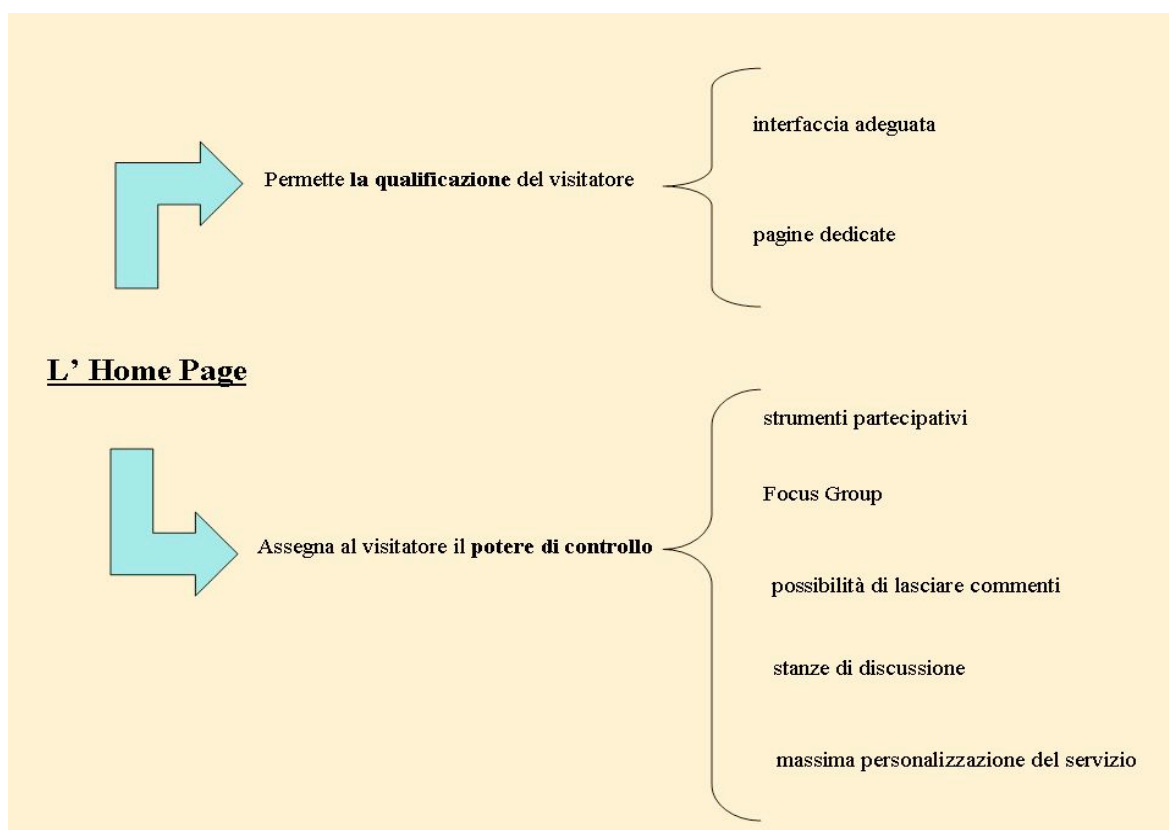 interfaccia adeguata
Permette la qualificazione del visitatore
pagine dedicate
L' Home Page
strumenti partecipativi
Focus Group
Assegna al visitatore il potere di controllo
possibilità di lasciare commenti
stanze di discussione
massima personalizzazione del servizio